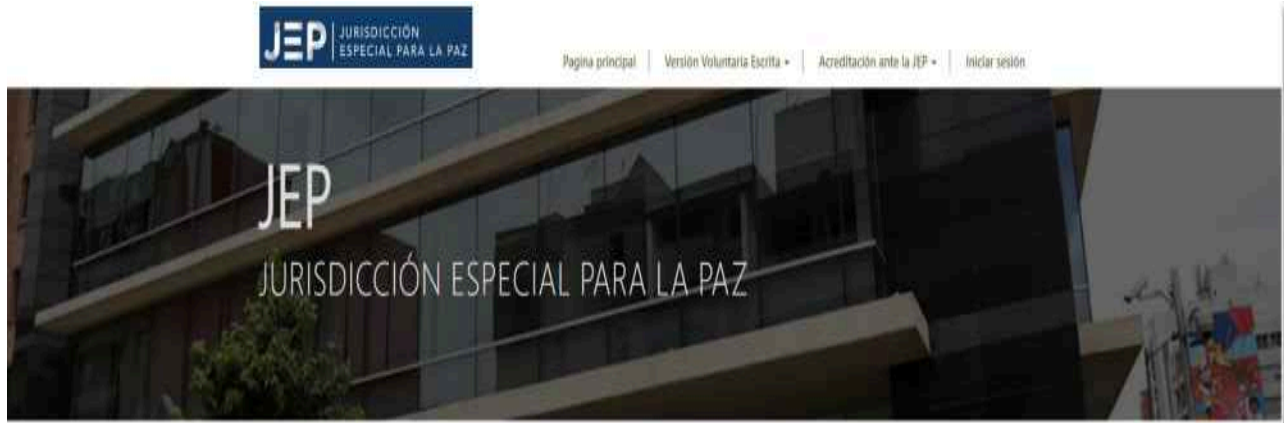 JEP JURISDICCIÓN
ESPECIAL PARA LA PAZ
Pagina principal
Versión Voluntaria Escrita
Acreditación ante la JEP
Iniciar sesión
JEP
JURISDICCIÓN ESPECIAL PARA LA PAZ